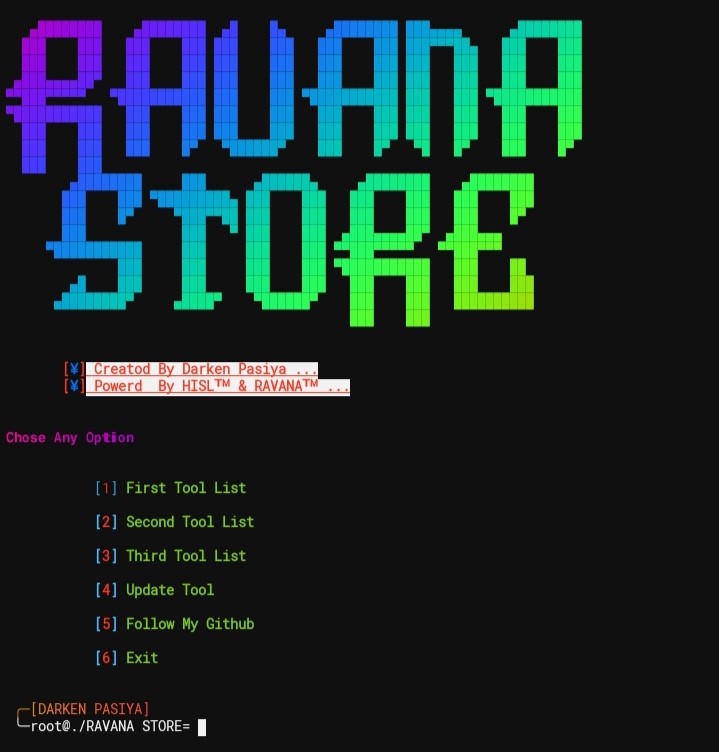 RAVANA
STORE
[¥] Creatod By Darken Pasiya ...
[¥] Powerd  By HISL™ & RAVANA™ ...
Chose Any Option
[1] First Tool List
[2] Second Tool List
[3] Third Tool List
[4] Update Tool
[5] Follow My Github
[6] Exit
[DARKEN PASIYA]
root@./RAVANA STORE=